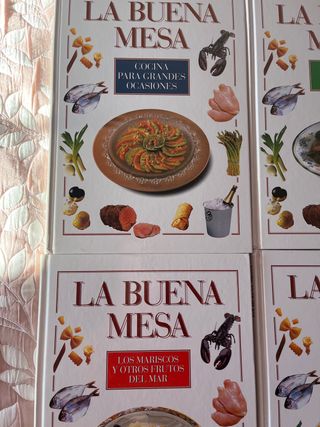 LA BUENA
MESA
COCINA
PARA GRANDES
OCASIONES
LA BUENA
MESA
LOS MARISCOS
Y OTROS FRUTOS
DEL MAR